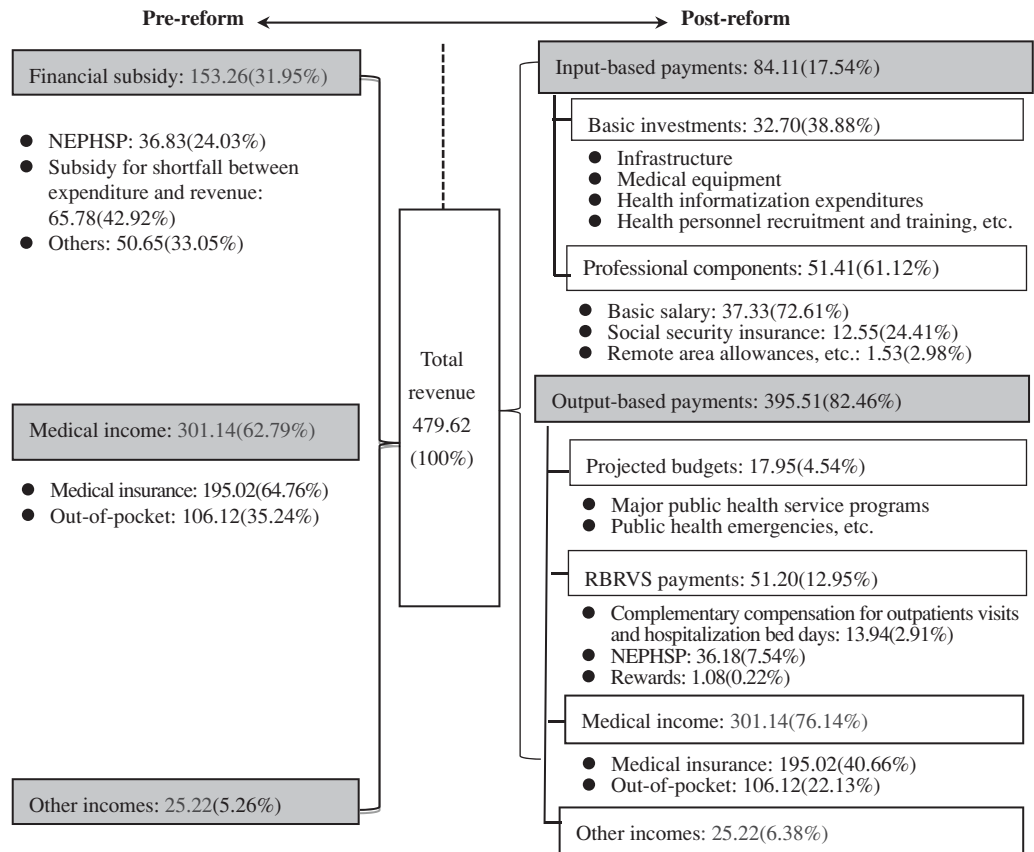 Pre-reform
Post-reform
Financial subsidy: 153.26(31.95%)
● NEPHSP: 36.83(24.03%)
● Subsidy for shortfall between
expenditure and revenue:
65.78(42.92%)
● Others: 50.65(33.05%)
Medical income: 301.14(62.79%)
● Medical insurance: 195.02(64.76%)
● Out-of-pocket: 106.12(35.24%)
Other incomes: 25.22(5.26%)
Total
revenue
479.62
(100%)
Input-based payments: 84.11(17.54%)
Basic investments: 32.70(38.88%)
● Infrastructure
● Medical equipment
● Health informatization expenditures
● Health personnel recruitment and training, etc.
Professional components: 51.41(61.12%)
● Basic salary: 37.33(72.61%)
● Social security insurance: 12.55(24.41%)
● Remote area allowances, etc.: 1.53(2.98%)
Output-based payments: 395.51(82.46%)
Projected budgets: 17.95(4.54%)
● Major public health service programs
● Public health emergencies, etc.
RBRVS payments: 51.20(12.95%)
● Complementary compensation for outpatients visits
and hospitalization bed days: 13.94(2.91%)
● NEPHSP: 36.18(7.54%)
● Rewards: 1.08(0.22%)
Medical income: 301.14(76.14%)
● Medical insurance: 195.02(40.66%)
● Out-of-pocket: 106.12(22.13%)
Other incomes: 25.22(6.38%)